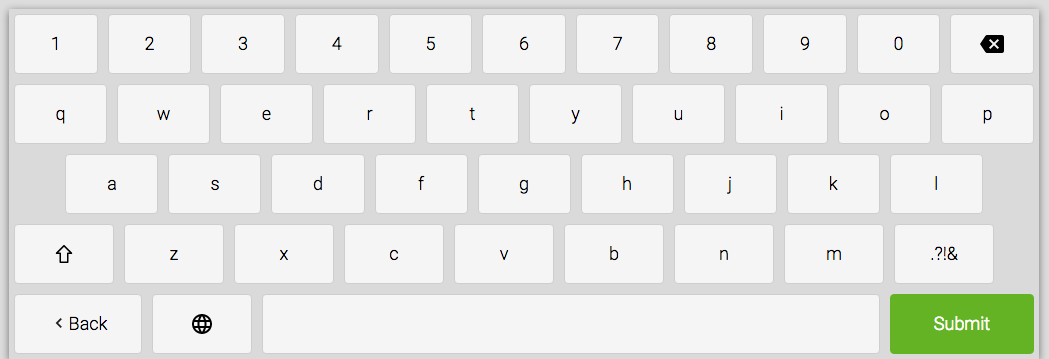 1 2 3 4 5 6 7 8 9 0
q w e r t y u i o p
a s d f g h j k l
z x c v b n m .?!&
Back Submit